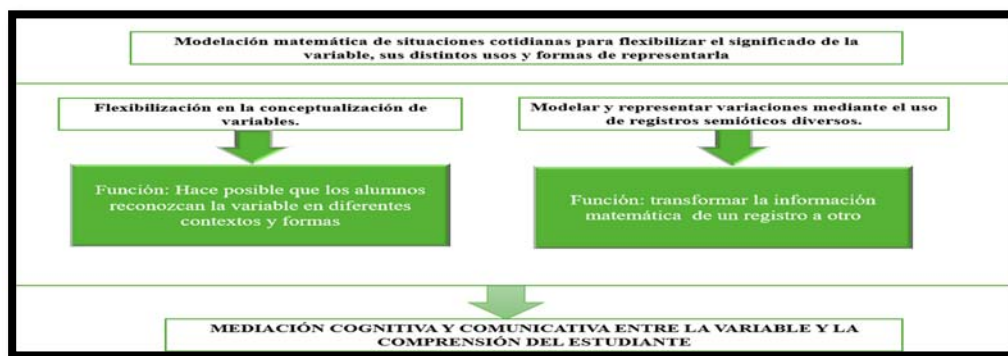 Modelación matemática de situaciones cotidianas para flexibilizar el significado de la
variable, sus distintos usos y formas de representarla
Flexibilización en la conceptualización de
variables.
Modelar y representar variaciones mediante el uso
de registros semióticos diversos.
Función: Hace posible que los alumnos
reconozcan la variable en diferentes
contextos y formas
Función: transformar la información
matemática de un registro a otro
MEDIACIÓN COGNITIVA Y COMUNICATIVA ENTRE LA VARIABLE Y LA
COMPRENSIÓN DEL ESTUDIANTE